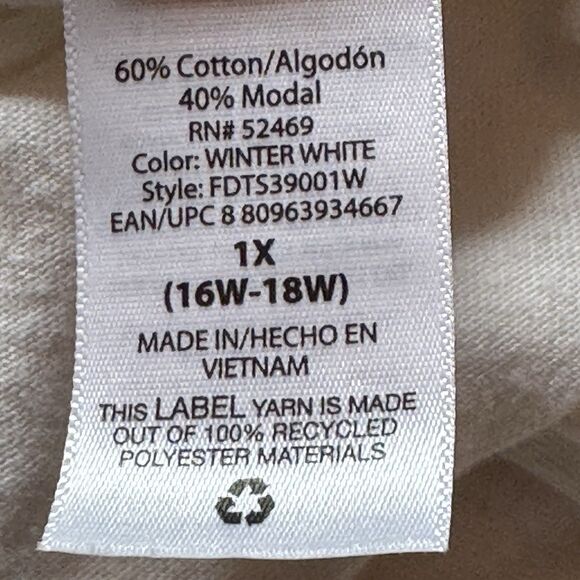 60% Cotton/Algodón
40% Modal
RN# 52469
Color: WINTER WHITE
Style: FDTS39001W
EAN/UPC 8 80963934667
1X
(16W-18W)
MADE IN/HECHO EN
VIETNAM
THIS LABEL YARN IS MADE
OUT OF 100% RECYCLED
POLYESTER MATERIALS